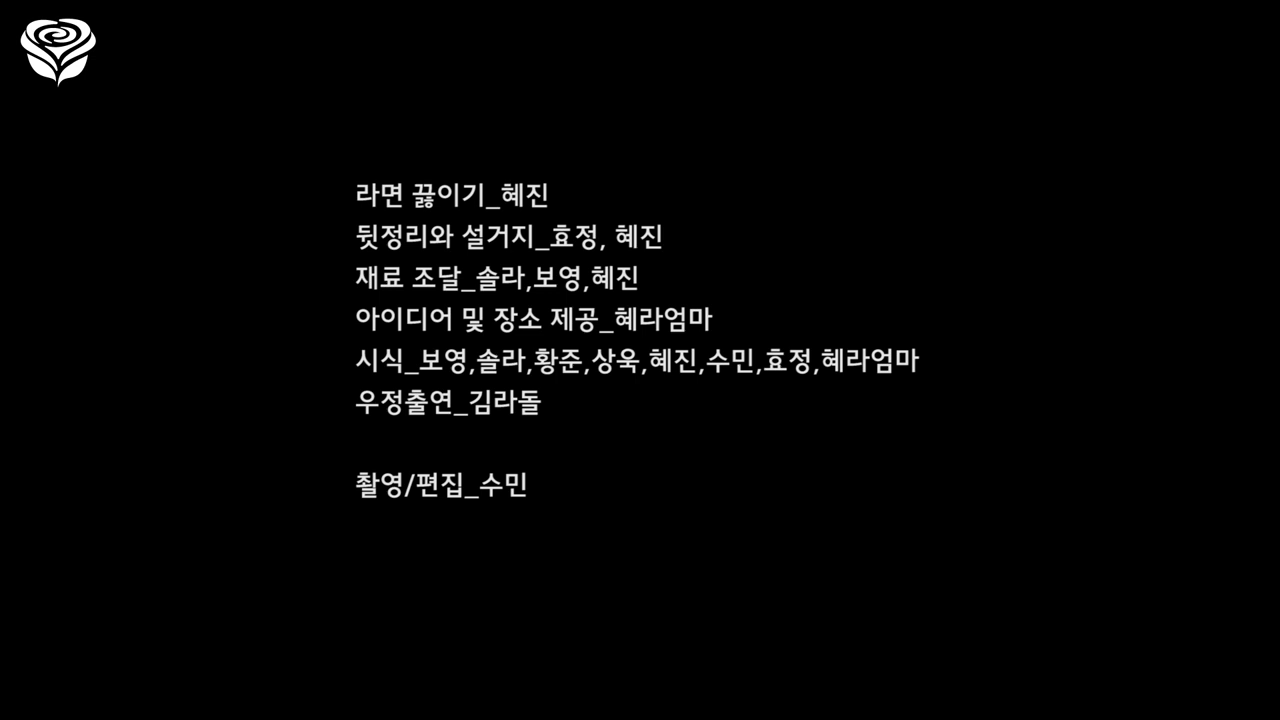 라면 끓이기_혜진
뒷정리와 설거지_효정, 혜진
재료 조달_솔라,보영,혜진
아이디어 및 장소 제공_혜라엄마
시식_보영,솔라,황준,상욱,혜진,수민,효정,혜라엄마
우정출연_김라돌
촬영/편집_수민